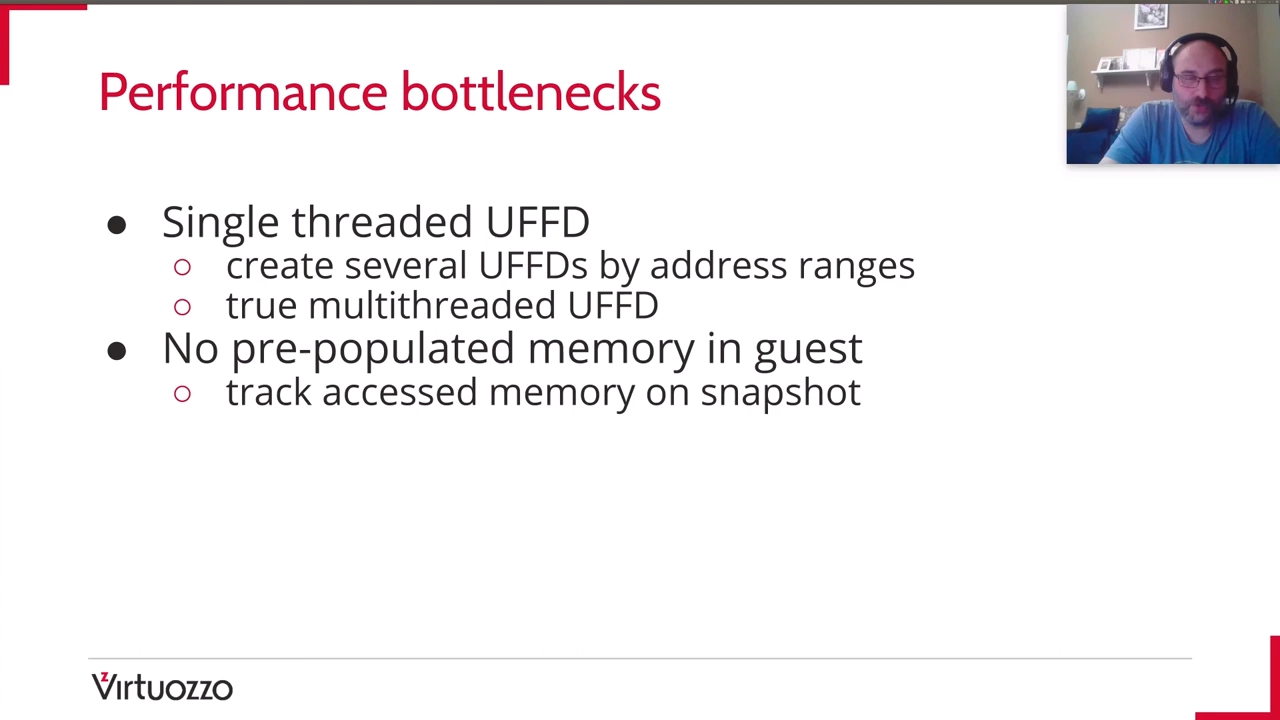 Performance bottlenecks
● Single threaded UFFD
○ create several UFFDs by address ranges
○ true multithreaded UFFD
● No pre-populated memory in guest
○ track accessed memory on snapshot
Virtuozzo